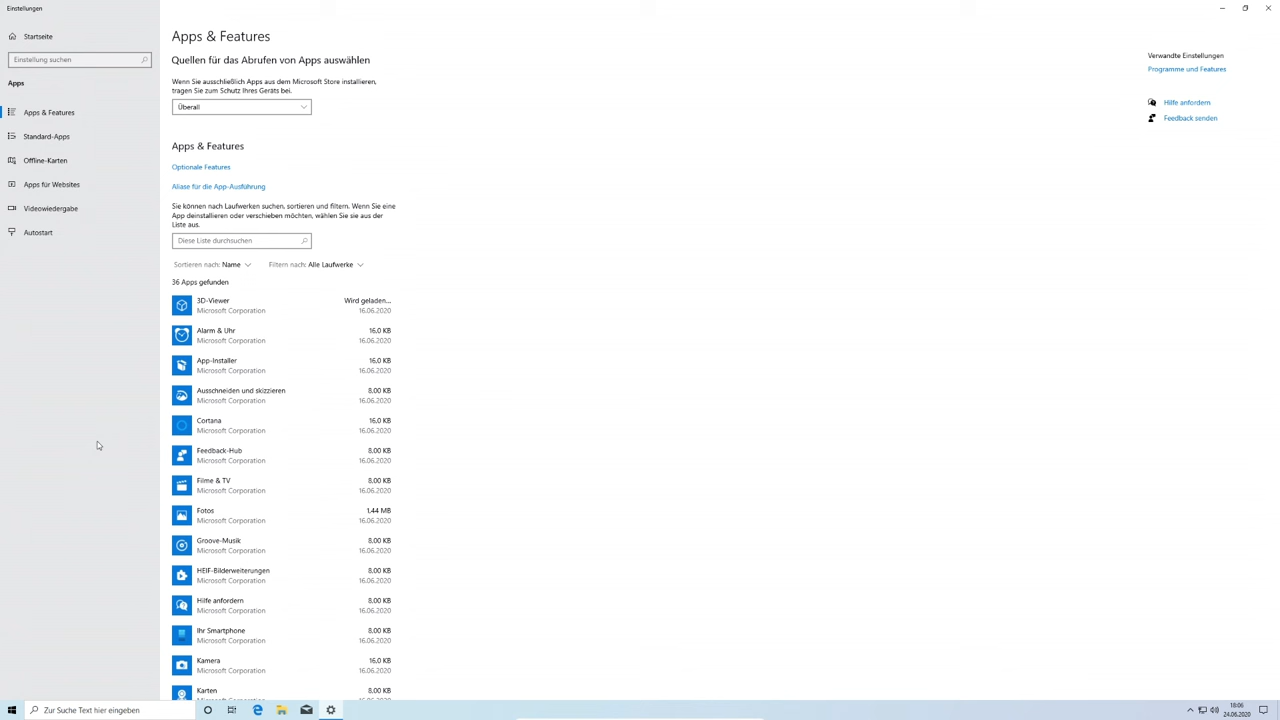 Einstellungen
Startseite
Einstellung suchen
Apps
Apps & Features
Standard-Apps
Offline-Karten
Apps für Websites
Videowiedergabe
Autostart
Apps & Features
Quellen für das Abrufen von Apps auswählen
Wenn Sie ausschließlich Apps aus dem Microsoft Store installieren,
tragen Sie zum Schutz Ihres Geräts bei.
Überall
Apps & Features
Optionale Features
Aliase für die App-Ausführung
Sie können nach Laufwerken suchen, sortieren und filtern. Wenn Sie eine
App deinstallieren oder verschieben möchten, wählen Sie sie aus der
Liste aus.
Diese Liste durchsuchen
Sortieren nach: Name Filtern nach: Alle Laufwerke
36 Apps gefunden
3D-Viewer Wird geladen...
Microsoft Corporation 16.06.2020
Alarm & Uhr 16,0 KB
Microsoft Corporation 16.06.2020
App-Installer 16,0 KB
Microsoft Corporation 16.06.2020
Ausschneiden und skizzieren 8,00 KB
Microsoft Corporation 16.06.2020
Cortana 16,0 KB
Microsoft Corporation 16.06.2020
Feedback-Hub 8,00 KB
Microsoft Corporation 16.06.2020
Filme & TV 8,00 KB
Microsoft Corporation 16.06.2020
Fotos 1,44 MB
Microsoft Corporation 16.06.2020
Groove-Musik 8,00 KB
Microsoft Corporation 16.06.2020
HEIF-Bilderweiterungen 8,00 KB
Microsoft Corporation 16.06.2020
Hilfe anfordern 8,00 KB
Microsoft Corporation 16.06.2020
Ihr Smartphone 8,00 KB
Microsoft Corporation 16.06.2020
Kamera 16,0 KB
Microsoft Corporation 16.06.2020
Karten 8,00 KB
Microsoft Corporation 16.06.2020
Verwandte Einstellungen
Programme und Features
Hilfe anfordern
Feedback senden
Zur Suche Text hier eingeben
18:06
24.06.2020